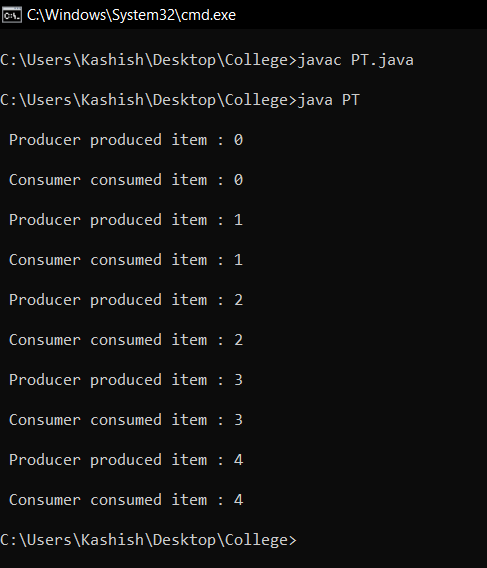 C:\Windows\System32\cmd.exe
C:\Users\Kashish\Desktop\College>javac PT.java
C:\Users\Kashish\Desktop\College>java PT
Producer produced item : 0
Consumer consumed item : 0
Producer produced item : 1
Consumer consumed item : 1
Producer produced item : 2
Consumer consumed item : 2
Producer produced item : 3
Consumer consumed item : 3
Producer produced item : 4
Consumer consumed item : 4
C:\Users\Kashish\Desktop\College>